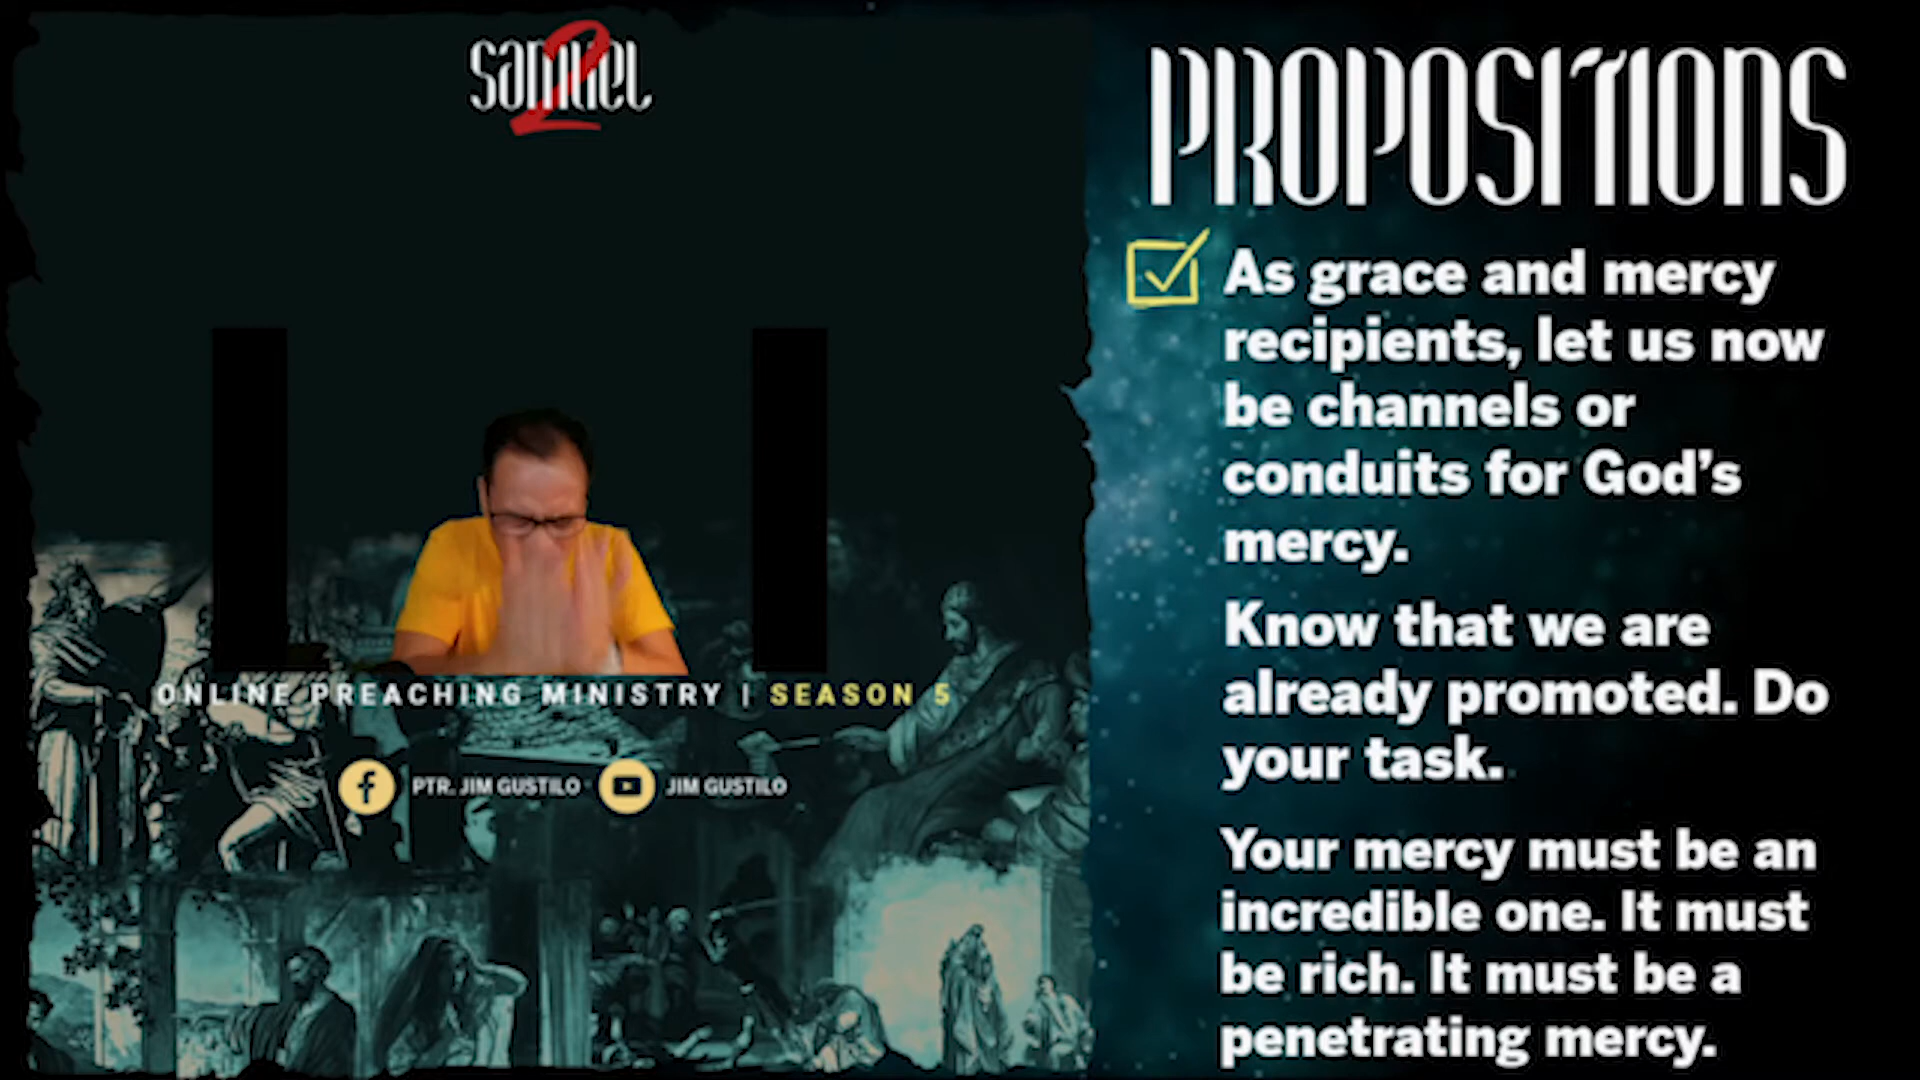 Samuel
2
ONLINE PREACHING MINISTRY | SEASON 5
PTR. JIM GUSTILO
JIM GUSTILO
PROPOSITIONS
As grace and mercy
recipients, let us now
be channels or
conduits for God’s
mercy.
Know that we are
already promoted. Do
your task.
Your mercy must be an
incredible one. It must
be rich. It must be a
penetrating mercy.